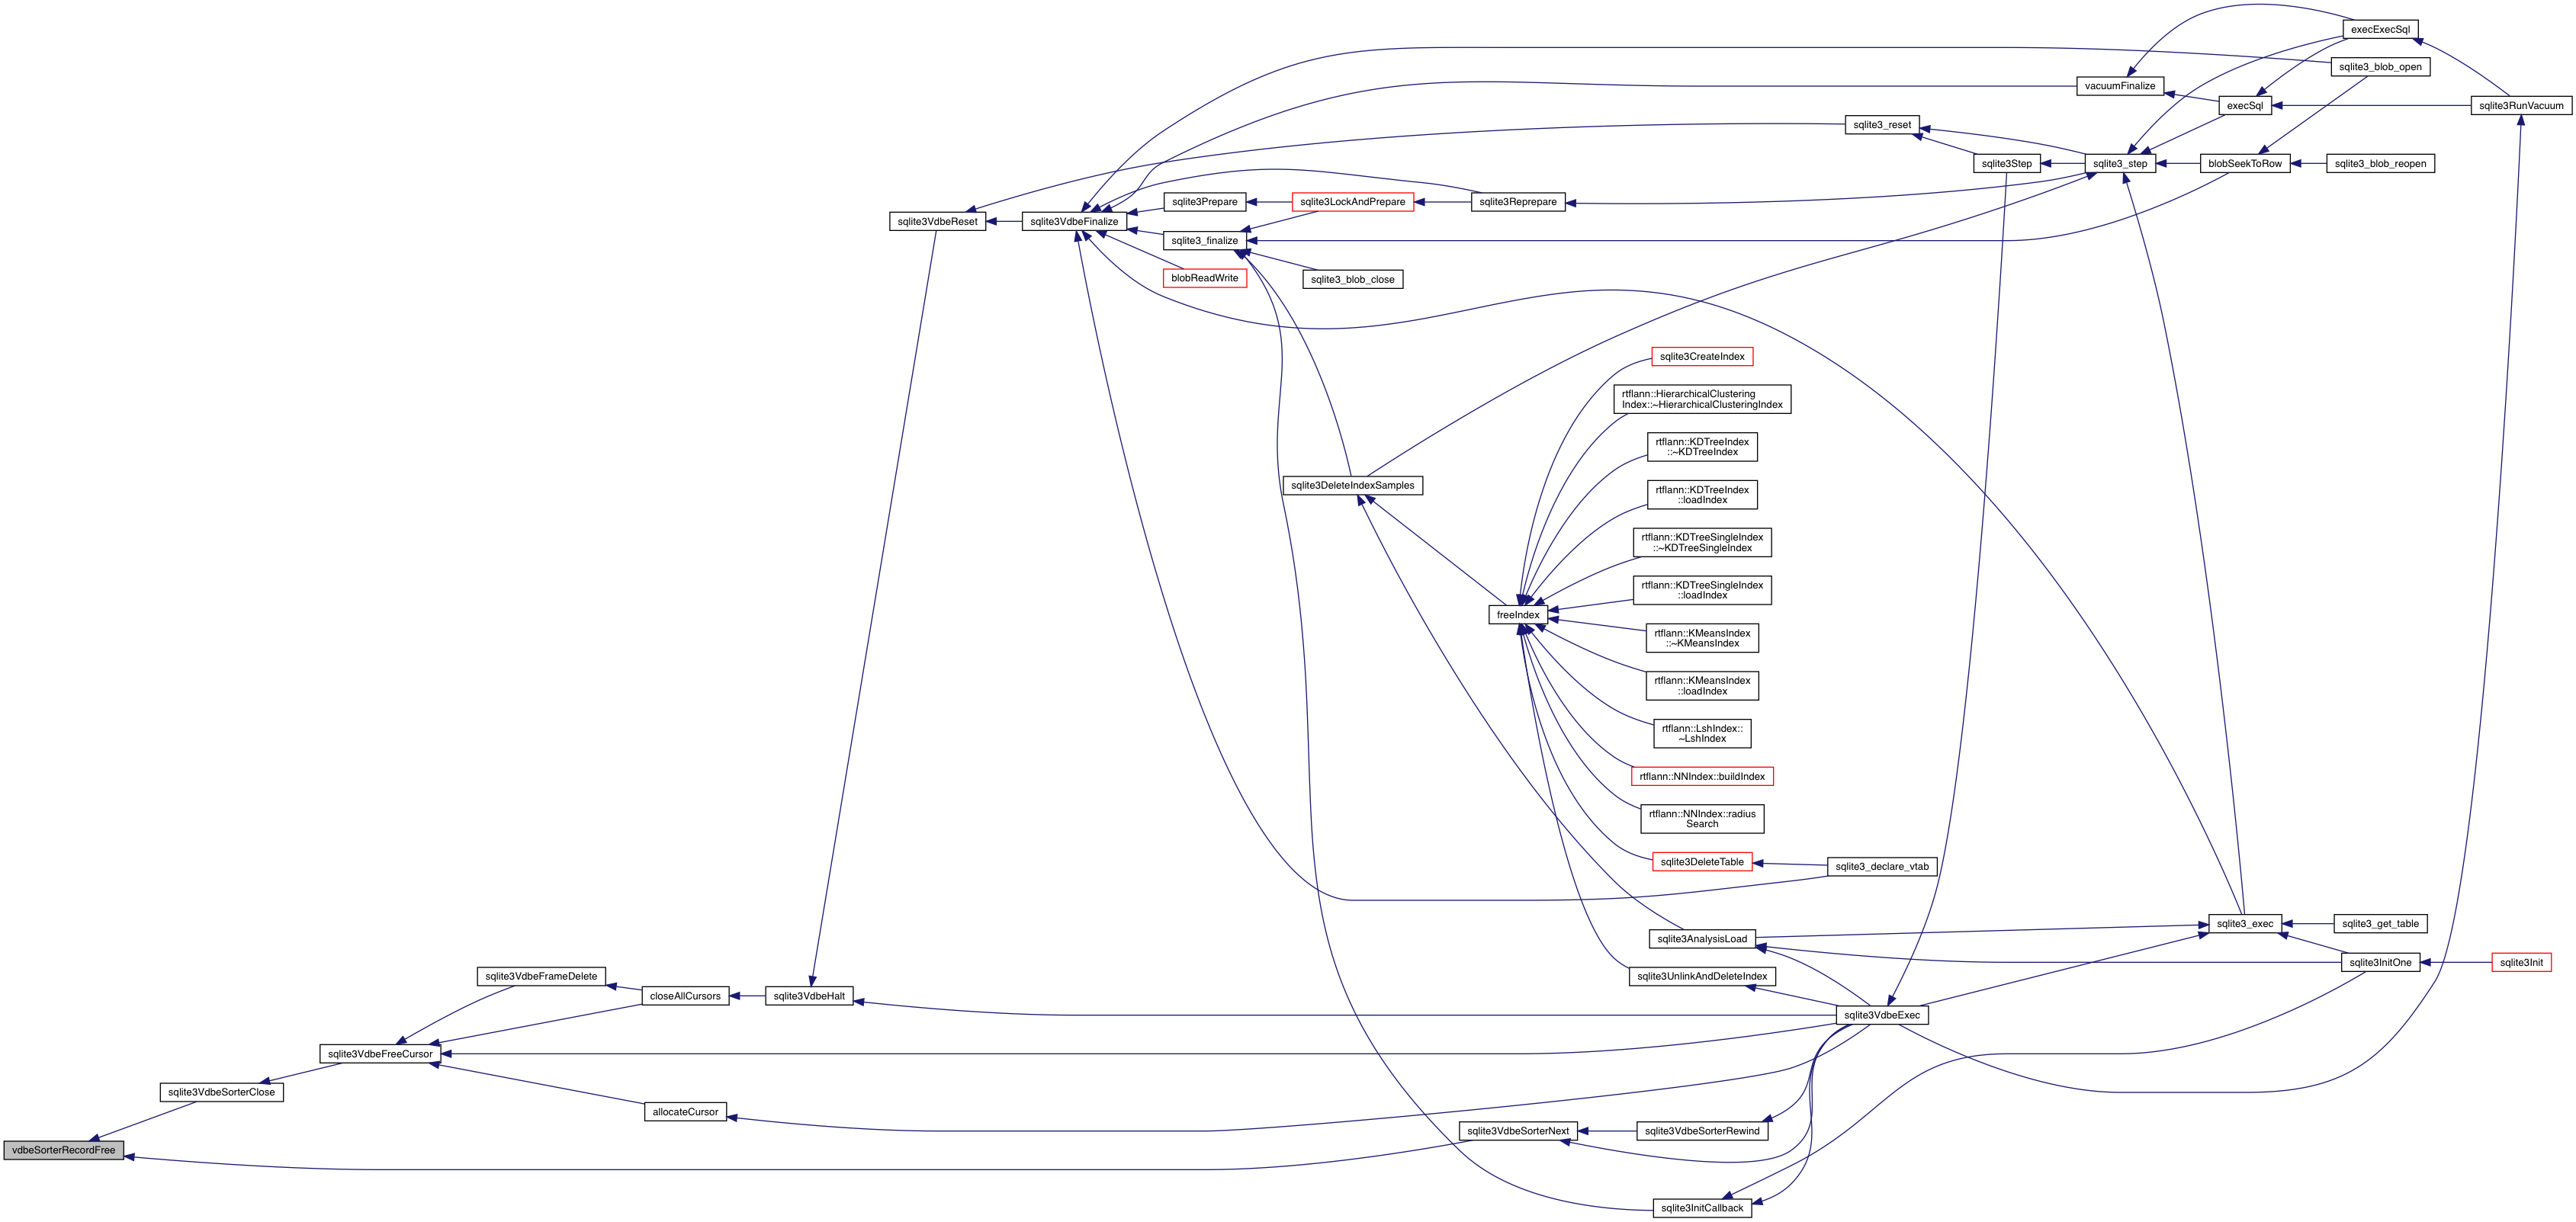 execExecSql
sqlite3_blob_open
vacuumFinalize
execSql
sqlite3RunVacuum
sqlite3_reset
sqlite3Step
sqlite3_step
blobSeekToRow
sqlite3_blob_reopen
sqlite3Prepare
sqlite3LockAndPrepare
sqlite3Reprepare
sqlite3VdbeReset
sqlite3VdbeFinalize
sqlite3_finalize
blobReadWrite
sqlite3_blob_close
sqlite3CreateIndex
rtflann::HierarchicalClustering
Index::~HierarchicalClusteringIndex
rtflann::KDTreeIndex
::~KDTreeIndex
sqlite3DeleteIndexSamples
rtflann::KDTreeIndex
::loadIndex
rtflann::KDTreeSingleIndex
::~KDTreeSingleIndex
rtflann::KDTreeSingleIndex
::loadIndex
freeIndex
rtflann::KMeansIndex
::~KMeansIndex
rtflann::KMeansIndex
::loadIndex
rtflann::LshIndex::
~LshIndex
rtflann::NNIndex::buildIndex
rtflann::NNIndex::radius
Search
sqlite3DeleteTable
sqlite3_declare_vtab
sqlite3_exec
sqlite3_get_table
sqlite3AnalysisLoad
sqlite3InitOne
sqlite3Init
sqlite3VdbeFrameDelete
sqlite3UnlinkAndDeleteIndex
closeAllCursors
sqlite3VdbeHalt
sqlite3VdbeExec
sqlite3VdbeFreeCursor
sqlite3VdbeSorterClose
allocateCursor
sqlite3VdbeSorterNext
sqlite3VdbeSorterRewind
vdbeSorterRecordFree
sqlite3InitCallback